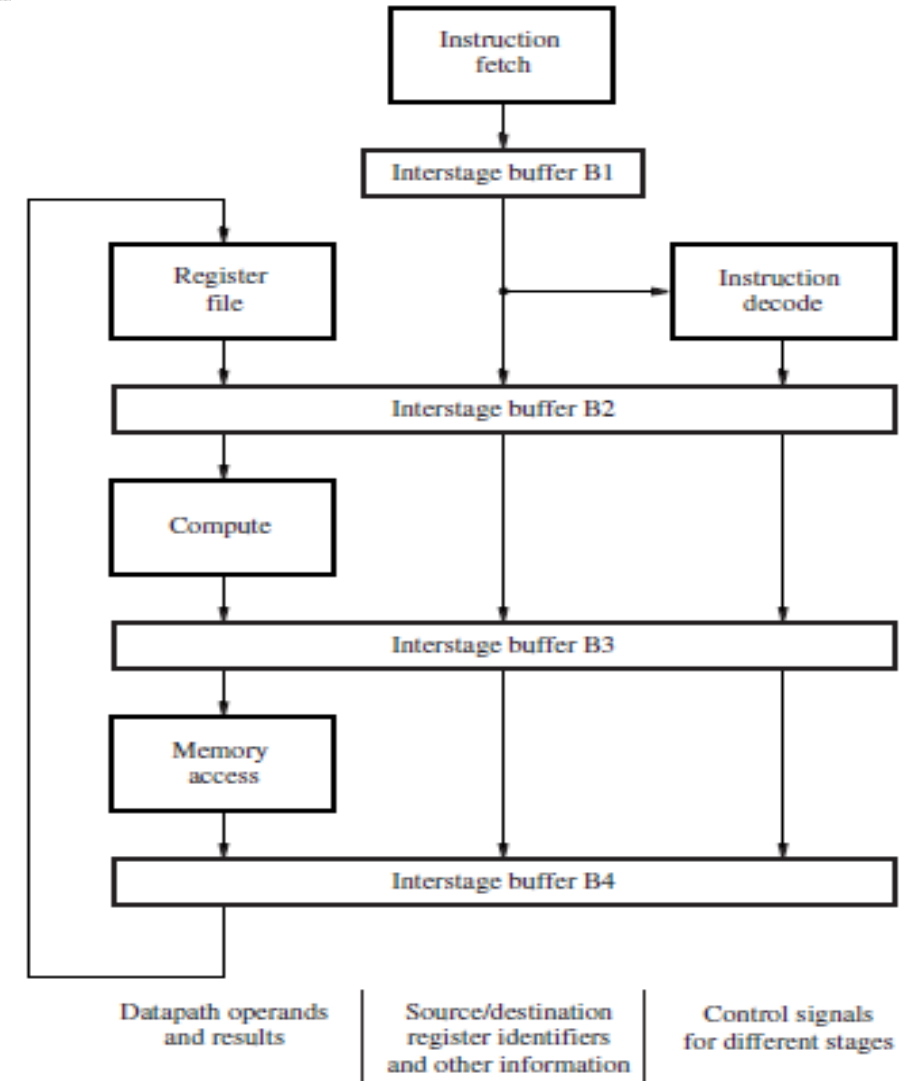 Instruction
fetch
Interstage buffer B1
Register
file
Instruction
decode
Interstage buffer B2
Compute
Interstage buffer B3
Memory
access
Interstage buffer B4
Datapath operands
and results
Source/destination
register identifiers
and other information
Control signals
for different stages